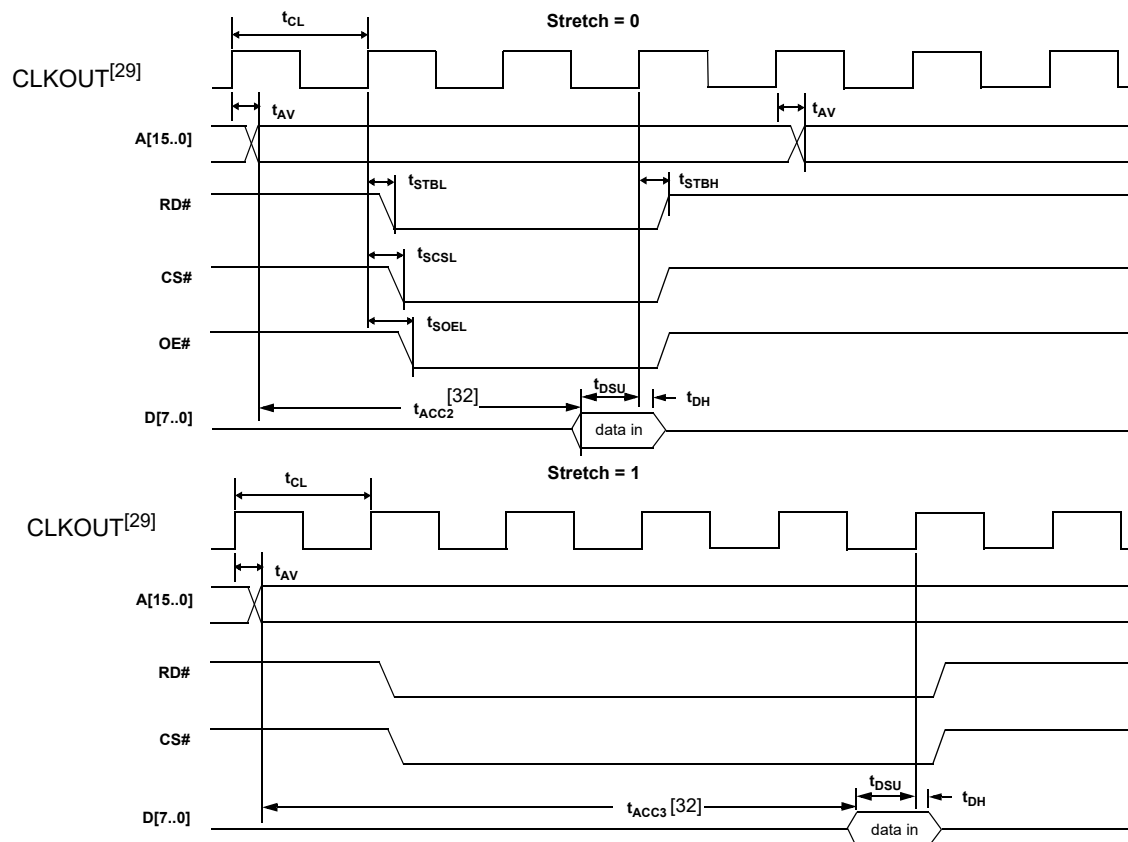 Stretch = 0
tCL
CLKOUT[29]
tAV
tAV
A[15..0]
tSTBL
tSTBH
RD#
tSCSL
CS#
tSOEL
OE#
tDSU
tACC2 [32]
tDH
D[7..0]
data in
Stretch = 1
tCL
CLKOUT[29]
tAV
A[15..0]
RD#
CS#
tDSU
tACC3 [32]
tDH
D[7..0]
data in